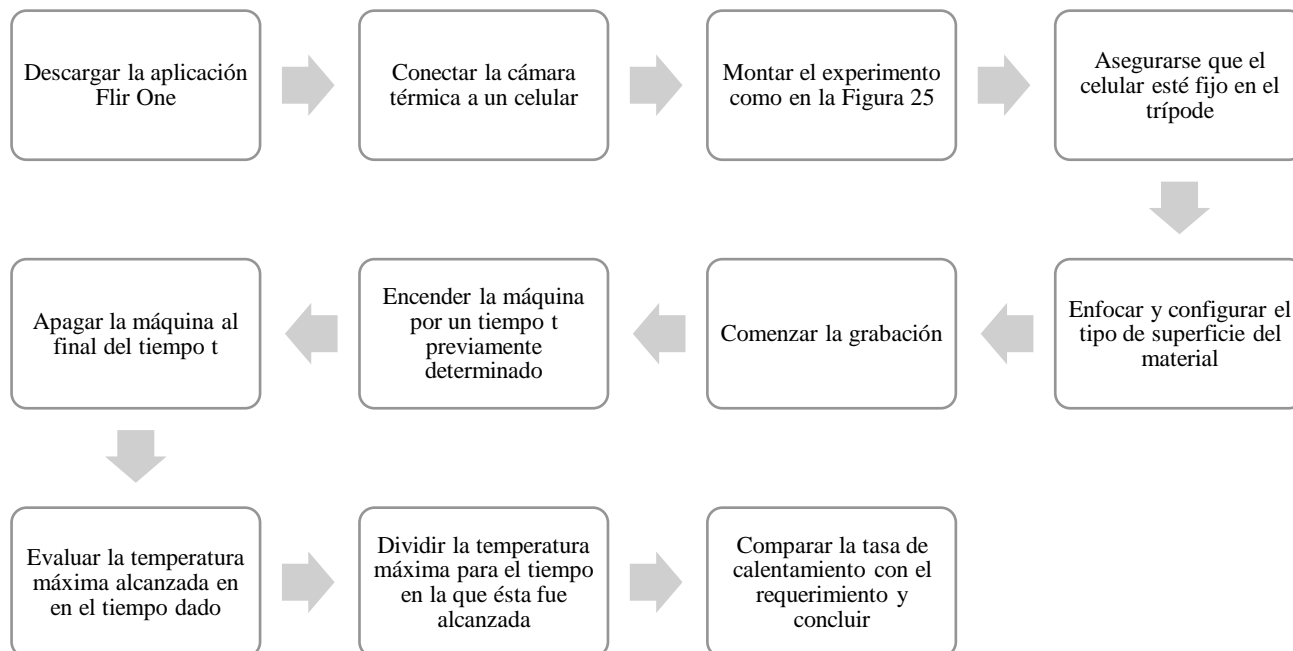 Descargar la aplicación
Flir One
Conectar la cámara
térmica a un celular
Montar el experimento
como en la Figura 25
Asegurarse que el
celular esté fijo en el
trípode
Enfocar y configurar el
tipo de superficie del
material
Comenzar la grabación
Encender la máquina
por un tiempo t
previamente
determinado
Apagar la máquina al
final del tiempo t
Evaluar la temperatura
máxima alcanzada en
en el tiempo dado
Dividir la temperatura
máxima para el tiempo
en la que ésta fue
alcanzada
Comparar la tasa de
calentamiento con el
requerimiento y
concluir